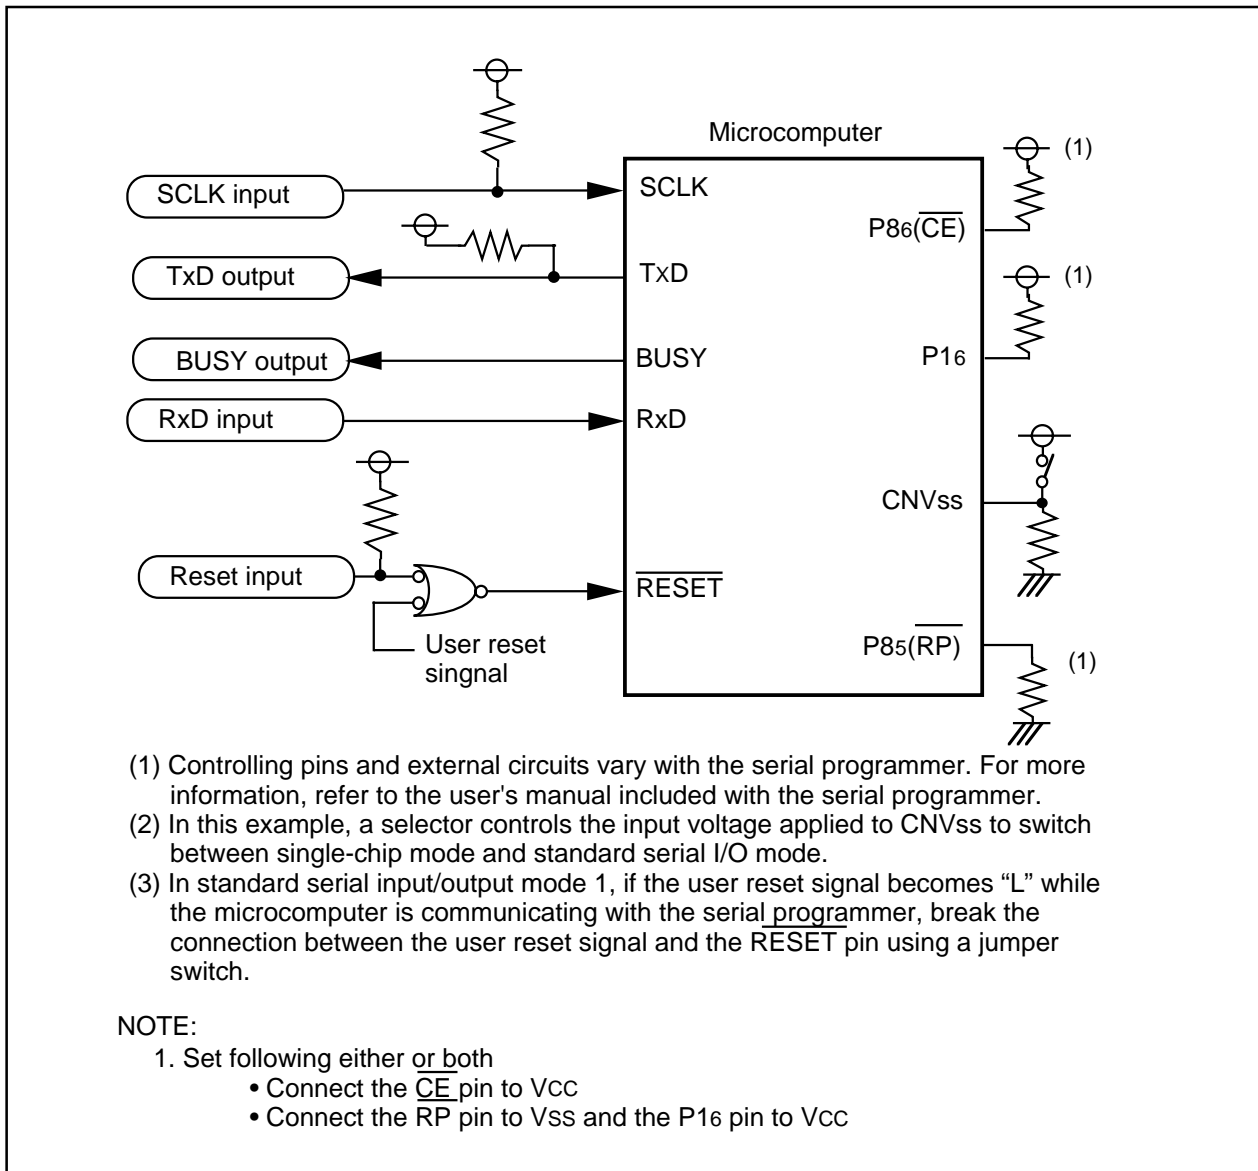 Microcomputer
SCLK input
SCLK
TxD output
TxD
BUSY output
BUSY
RxD input
RxD
Reset input
RESET
User reset
singnal
P86(CE)
(1)
P16
(1)
CNVss
P85(RP)
(1)
(1) Controlling pins and external circuits vary with the serial programmer. For more
information, refer to the user's manual included with the serial programmer.
(2) In this example, a selector controls the input voltage applied to CNVss to switch
between single-chip mode and standard serial I/O mode.
(3) In standard serial input/output mode 1, if the user reset signal becomes “L” while
the microcomputer is communicating with the serial programmer, break the
connection between the user reset signal and the RESET pin using a jumper
switch.
NOTE:
1. Set following either or both
• Connect the CE pin to VCC
• Connect the RP pin to VSS and the P16 pin to VCC